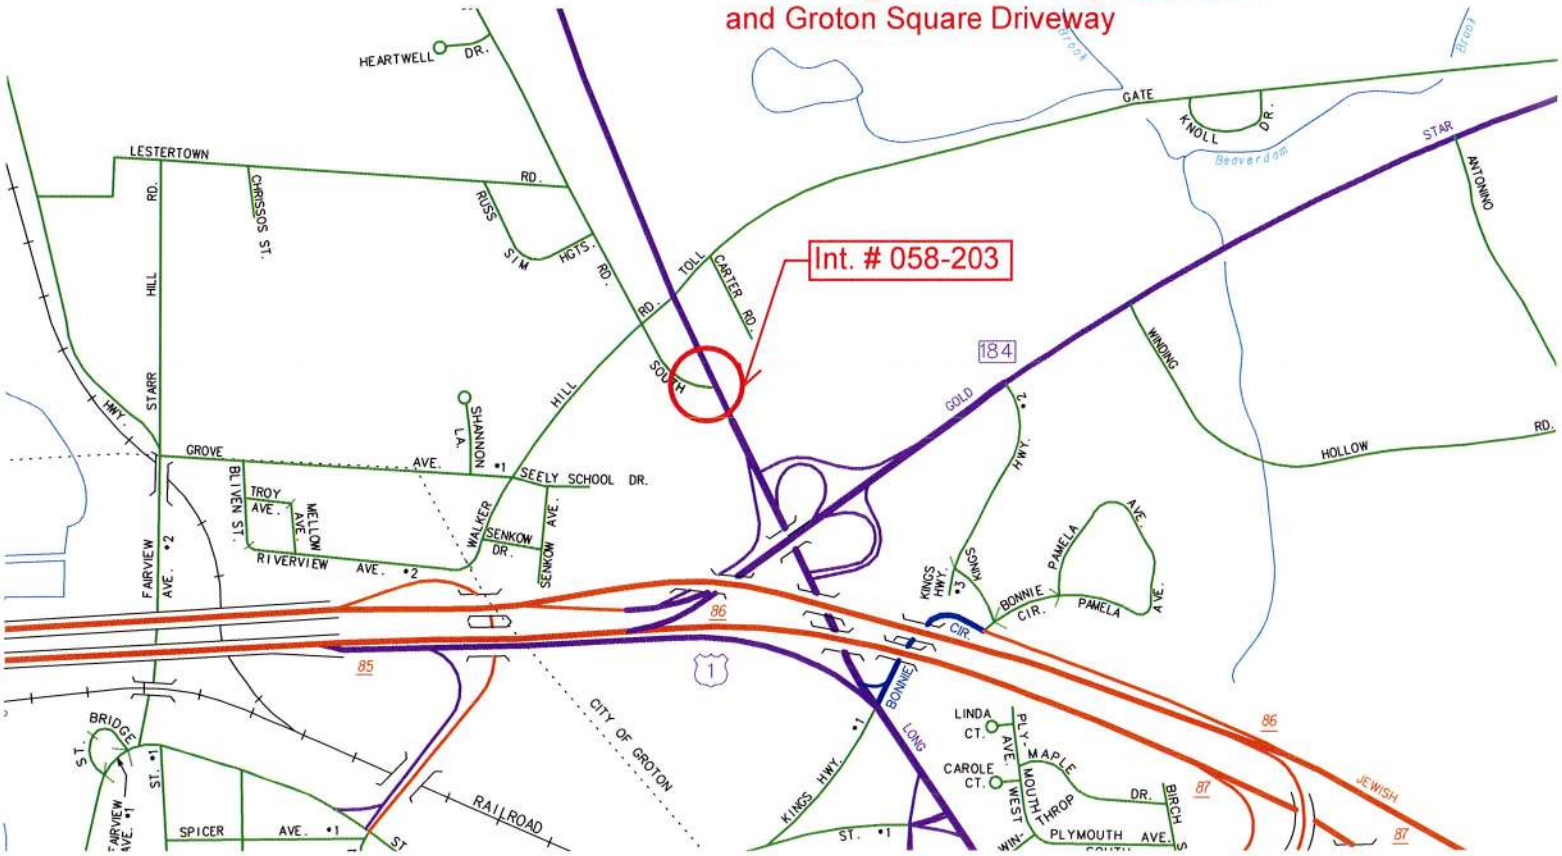 and Groton Square Driveway
Brook
Brook
HEARTWELL DR.
GATE
KNOLL DR.
STAR
Beaverdam
LESTERTOWN RD.
ANTONINO
RD.
CHRISSOS ST.
RUSS
SIM HGTS.
RD.
HILL
TOLL
CARTER RD.
Int. # 058-203
RD.
184
WINDING
STARR
SOUTH
HWY.
HILL
GOLD
•2
SHANNON LA.
HWY.
HOLLOW RD.
GROVE AVE. •1
SEELY SCHOOL DR.
BLIVEN ST.
TROY AVE.
MELLOW AVE.
WALKER
SENKOW DR.
SENKOW AVE.
RIVERVIEW AVE. •2
FAIRVIEW AVE. •2
PAMELA AVE.
KINGS
KINGS HWY. •3
BONNIE CIR.
PAMELA AVE.
86
CIR.
85
1
BONNIE
CITY OF GROTON
•1
LONG
LINDA CT.
PLY-
AVE.
MAPLE
86
BRIDGE
ST.
ST. •1
CAROLE CT.
MOUTH
WEST
THROP
DR.
BIRCH
87
JEWISH
KINGS HWY.
FAIRVIEW AVE. •1
RAILROAD
SPICER AVE. •1
ST
ST. •1
WIN-
PLYMOUTH AVE.
S
87
SOUTH